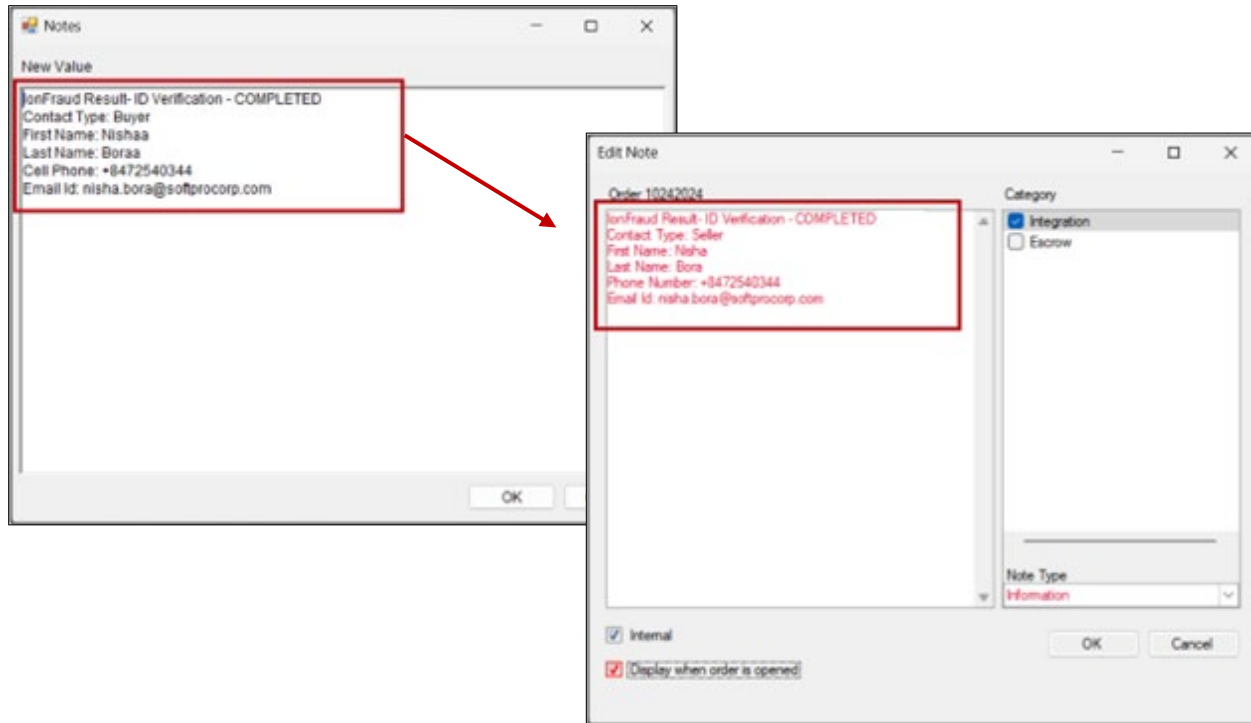 Notes
New Value
IonFraud Result- ID Verification - COMPLETED
Contact Type: Buyer
First Name: Nishaa
Last Name: Boraa
Cell Phone: +8472540344
Email Id: nisha.bora@softprocorp.com
OK
Edit Note
Order 10242024
IonFraud Result- ID Verification - COMPLETED
Contact Type: Seller
First Name: Nisha
Last Name: Bora
Phone Number: +8472540344
Email Id: nisha.bora@softprocorp.com
Category
Integration
Escrow
Note Type
Information
Internal
Display when order is opened
OK
Cancel